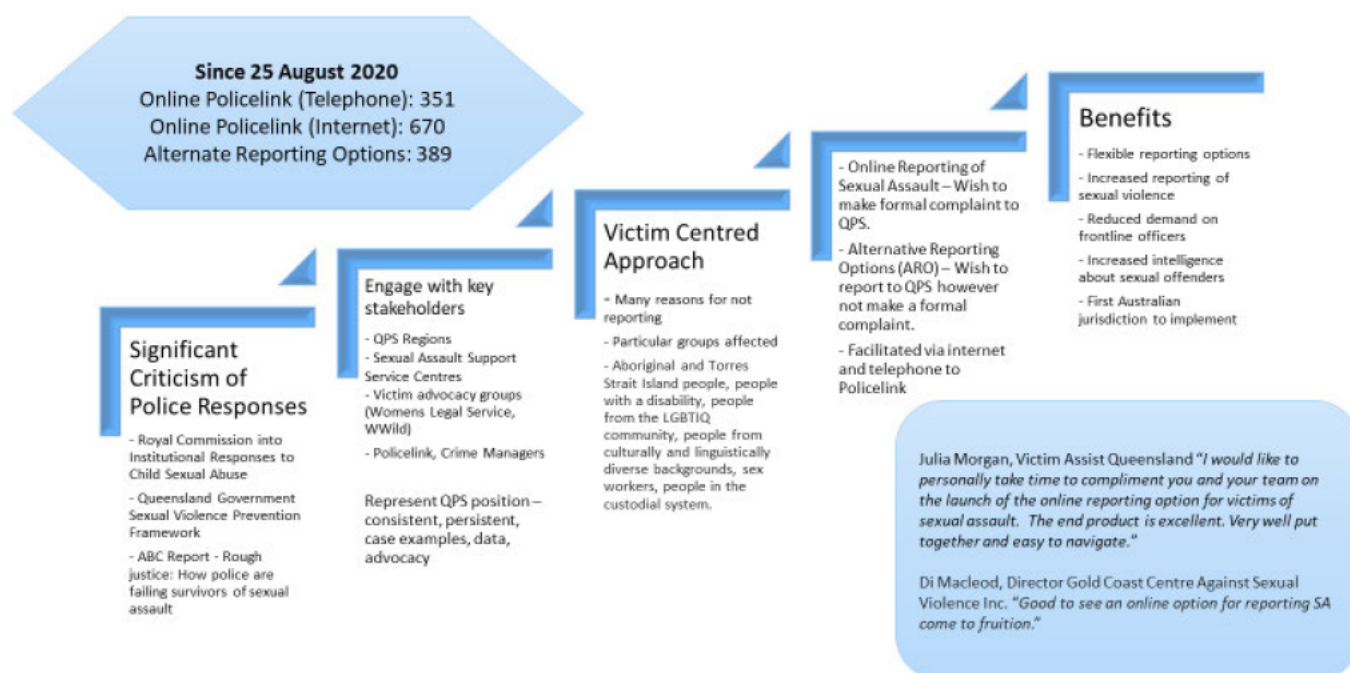 Since 25 August 2020
Online Policelink (Telephone): 351
Online Policelink (Internet): 670
Alternate Reporting Options: 389
Significant
Criticism of
Police Responses
- Royal Commission into
Institutional Responses to
Child Sexual Abuse
- Queensland Government
Sexual Violence Prevention
Framework
- ABC Report - Rough
justice: How police are
failing survivors of sexual
assault
Engage with key
stakeholders
- QPS Regions
- Sexual Assault Support
Service Centres
- Victim advocacy groups
(Womens Legal Service,
WWild)
- Policelink, Crime Managers
Represent QPS position –
consistent, persistent,
case examples, data,
advocacy
Victim Centred
Approach
- Many reasons for not
reporting
- Particular groups affected
- Aboriginal and Torres
Strait Island people, people
with a disability, people
from the LGBTIQ
community, people from
culturally and linguistically
diverse backgrounds, sex
workers, people in the
custodial system.
- Online Reporting of
Sexual Assault – Wish to
make formal complaint to
QPS.
- Alternative Reporting
Options (ARO) – Wish to
report to QPS however
not make a formal
complaint.
- Facilitated via internet
and telephone to
Policelink
Benefits
- Flexible reporting options
- Increased reporting of
sexual violence
- Reduced demand on
frontline officers
- Increased intelligence
about sexual offenders
- First Australian
jurisdiction to implement
Julia Morgan, Victim Assist Queensland “I would like to
personally take time to compliment you and your team on
the launch of the online reporting option for victims of
sexual assault. The end product is excellent. Very well put
together and easy to navigate.”
Di Macleod, Director Gold Coast Centre Against Sexual
Violence Inc. “Good to see an online option for reporting SA
come to fruition.”